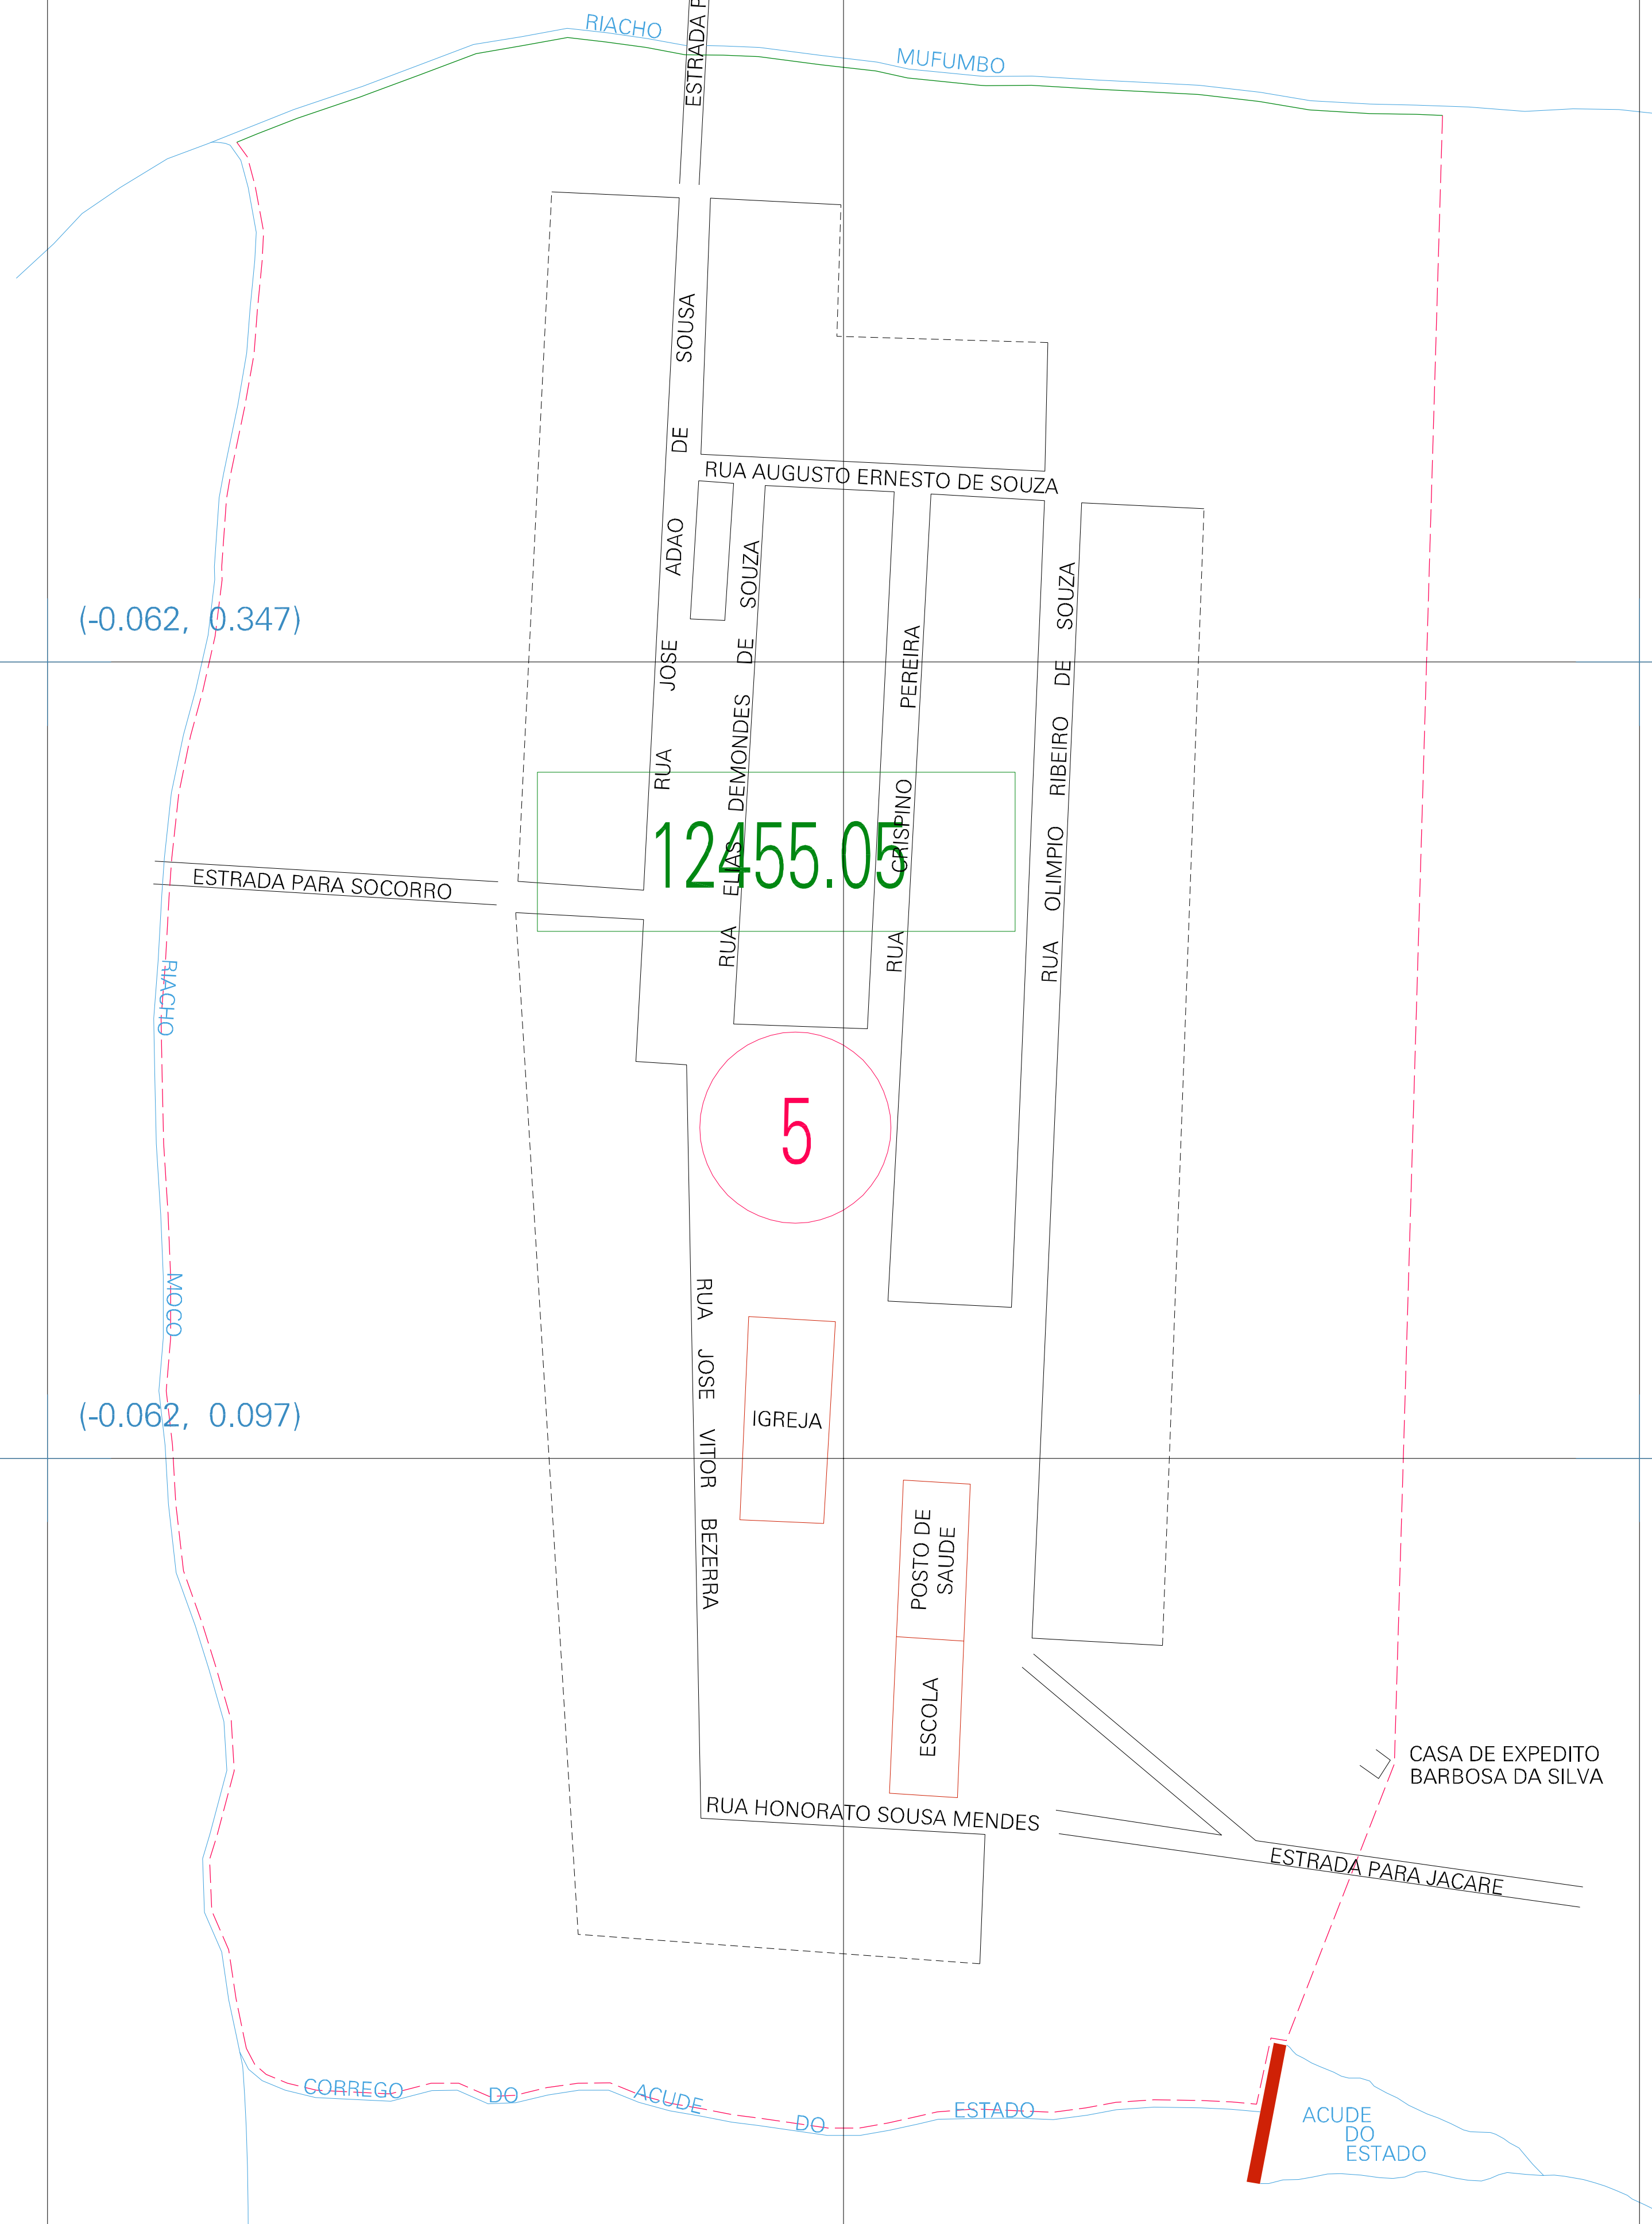 RIACHO MUFUMBO
ESTRADA
RUA JOSE ADAO DE SOUSA
RUA AUGUSTO ERNESTO DE SOUZA
RUA ELIAS DEMONDES DE SOUZA
RUA CRISPINO PEREIRA
RUA OLIMPIO RIBEIRO DE SOUZA
(-0.062, 0.347)
12455.05
ESTRADA PARA SOCORRO
RIACHO MOCO
5
RUA JOSE VITOR BEZERRA
IGREJA
(-0.062, 0.097)
POSTO DE
SAUDE
ESCOLA
CASA DE EXPEDITO
BARBOSA DA SILVA
RUA HONORATO SOUSA MENDES
ESTRADA PARA JACARE
CORREGO DO ACUDE DO ESTADO
ACUDE
DO
ESTADO